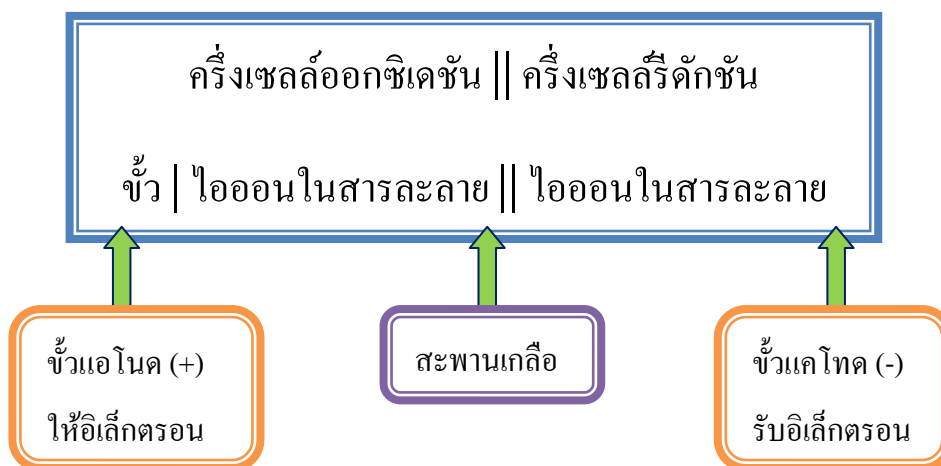 ครึ่งเซลล์ออกซิเดชัน || ครึ่งเซลล์รีดักชัน
ขั้ว | ไอออนในสารละลาย || ไอออนในสารละลาย
ขั้วแอโนด (+)
ให้อิเล็กตรอน
สะพานเกลือ
ขั้วแคโทด (-)
รับอิเล็กตรอน